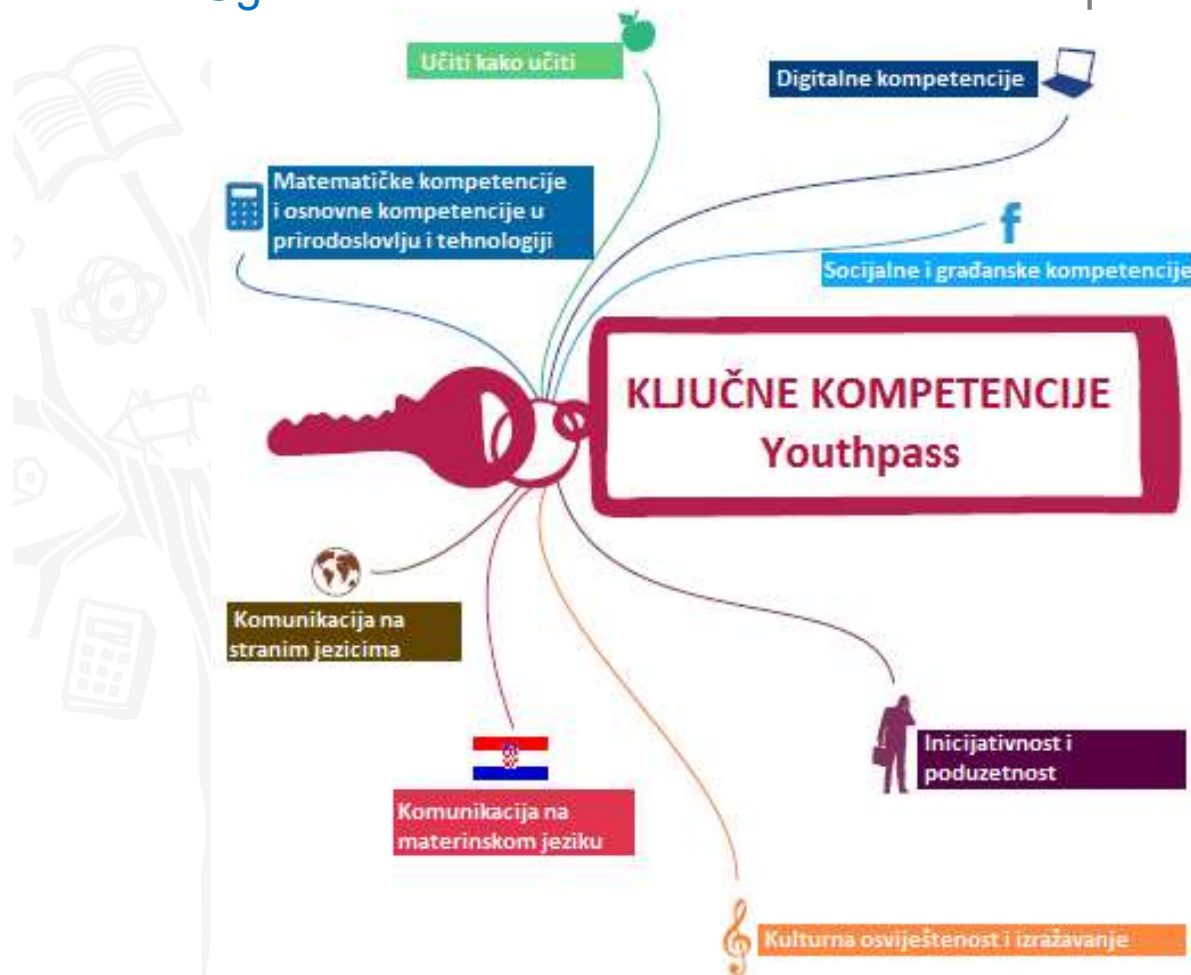 Učiti kako učiti
Digitalne kompetencije
Matematičke kompetencije
i osnovne kompetencije u
prirodoslovlju i tehnologiji
f
Socijalne i građanske kompetencije
KLJUČNE KOMPETENCIJE
Youthpass
Komunikacija na
stranim jezicima
Inicijativnost i
poduzetnost
Komunikacija na
materinskom jeziku
Kulturna osviještenost i izražavanje